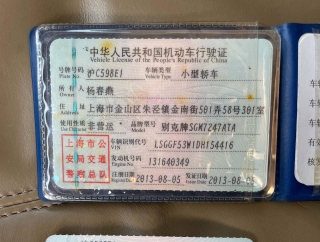 中华人民共和国机动车行驶证
Vehicle License of the People's Republic of China
号牌号码 沪C598E1 车辆类型 小型轿车
Plate No. Vehicle Type
所有人 杨春燕
Owner
住址 上海市金山区朱泾镇金南街501弄58号301室
Address
使用性质 非营运 品牌型号 别克牌SGM7247ATA
Use Character Model
上海市公
安局交通
警察总队
车辆识别代号 LSGGF53W1DH154416
VIN
发动机号码 131640349
Engine No.
注册日期 2013-08-05 发证日期 2013-08-05
Register Date Issue Date